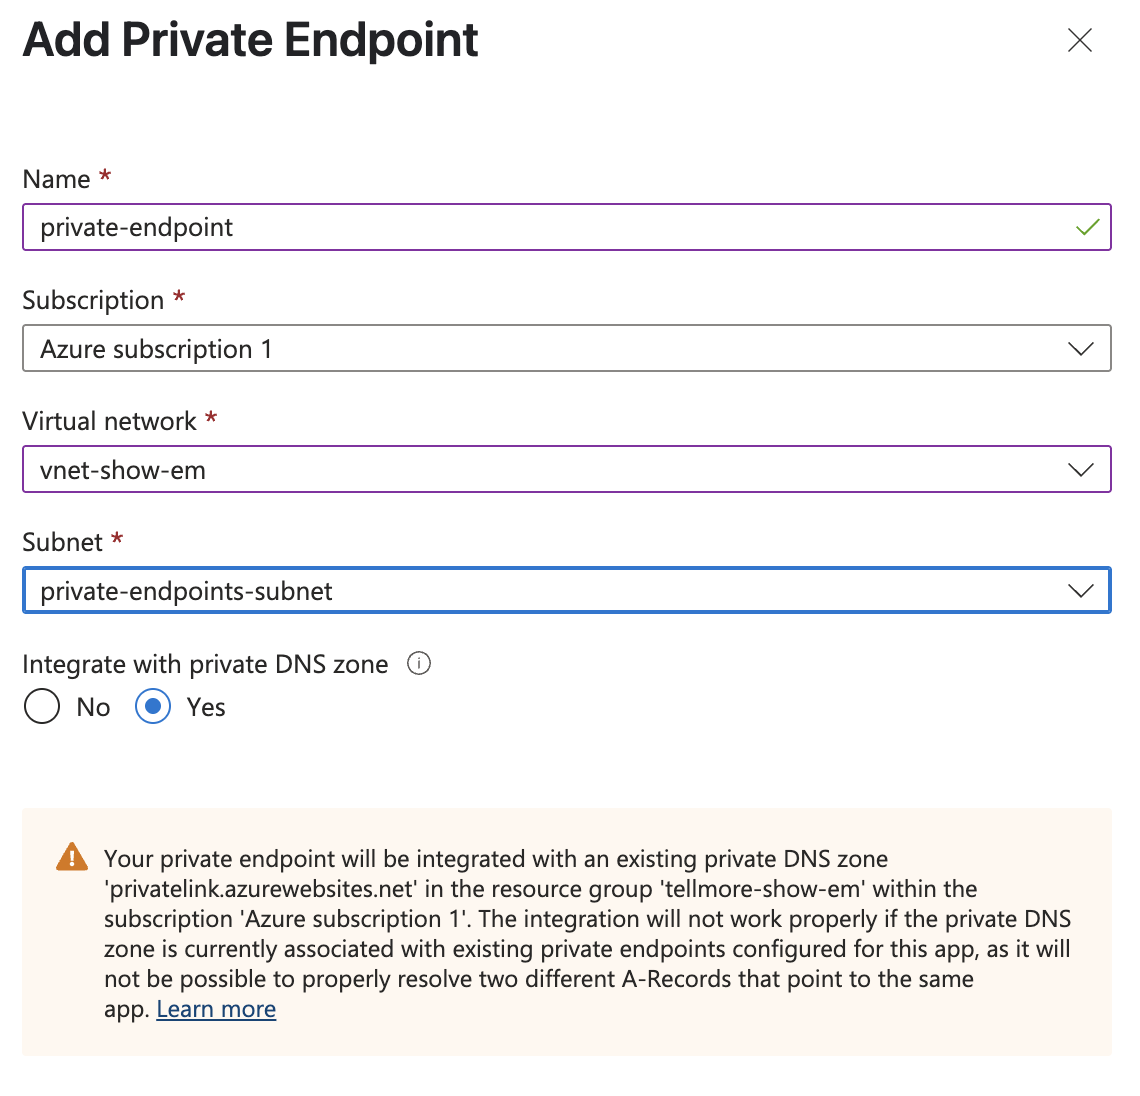 Add Private Endpoint
Name *
private-endpoint
Subscription *
Azure subscription 1
Virtual network *
vnet-show-em
Subnet *
private-endpoints-subnet
Integrate with private DNS zone
No Yes
Your private endpoint will be integrated with an existing private DNS zone
'privatelink.azurewebsites.net' in the resource group 'tellmore-show-em' within the
subscription 'Azure subscription 1'. The integration will not work properly if the private DNS
zone is currently associated with existing private endpoints configured for this app, as it will
not be possible to properly resolve two different A-Records that point to the same
app. Learn more